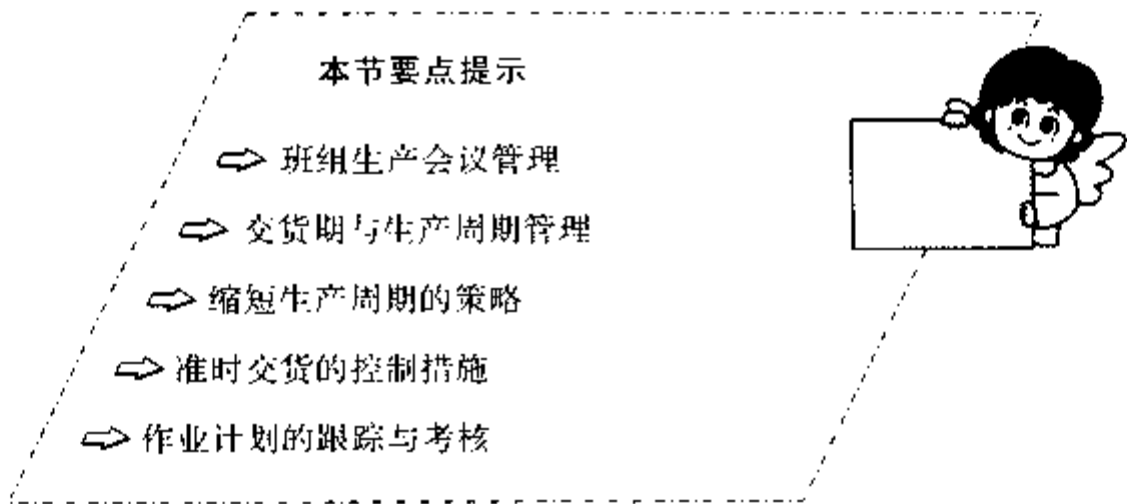 本节要点提示
班组生产会议管理
交货期与生产周期管理
缩短生产周期的策略
准时交货的控制措施
作业计划的跟踪与考核